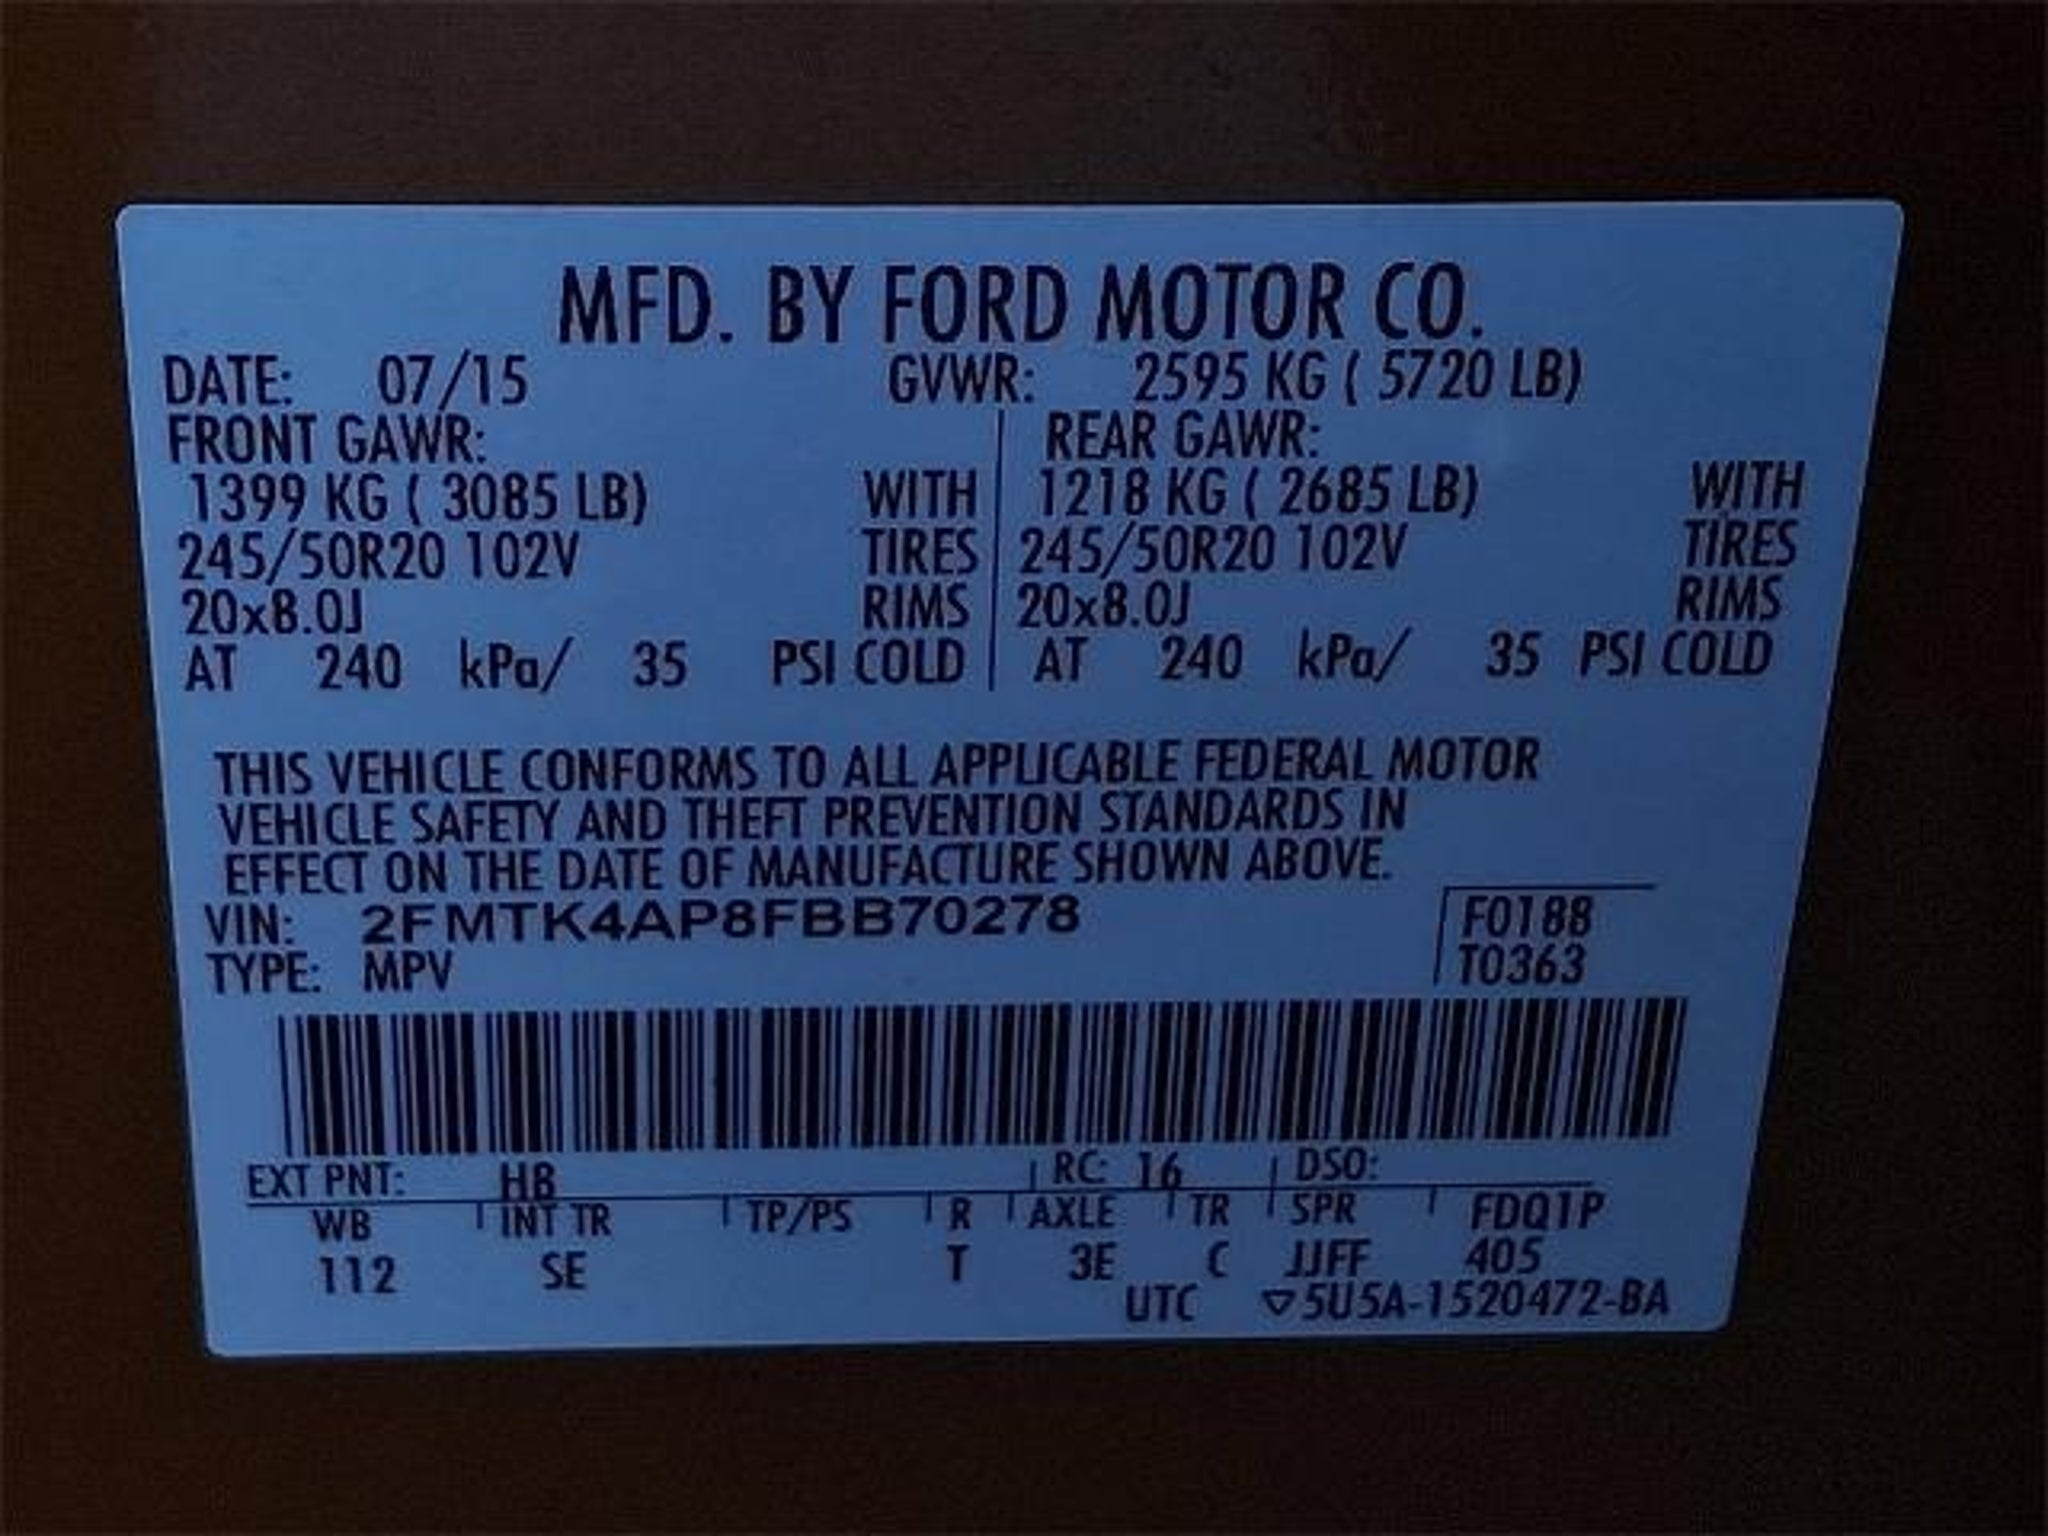 MFD. BY FORD MOTOR CO.
DATE: 07/15 GVWR: 2595 KG ( 5720 LB)
FRONT GAWR: REAR GAWR:
1399 KG ( 3085 LB) WITH 1218 KG ( 2685 LB) WITH
245/50R20 102V TIRES 245/50R20 102V TIRES
20x8.0J RIMS 20x8.0J RIMS
AT 240 kPa/ 35 PSI COLD AT 240 kPa/ 35 PSI COLD
THIS VEHICLE CONFORMS TO ALL APPLICABLE FEDERAL MOTOR
VEHICLE SAFETY AND THEFT PREVENTION STANDARDS IN
EFFECT ON THE DATE OF MANUFACTURE SHOWN ABOVE.
VIN: 2FMTK4AP8FBB70278 F0188
TYPE: MPV T0363
EXT PNT: HB RC: 16 DSO:
WB INT TR TP/PS R AXLE TR SPR FDQ1P
112 SE T 3E C JJFF 405
UTC ▽5U5A-1520472-BA